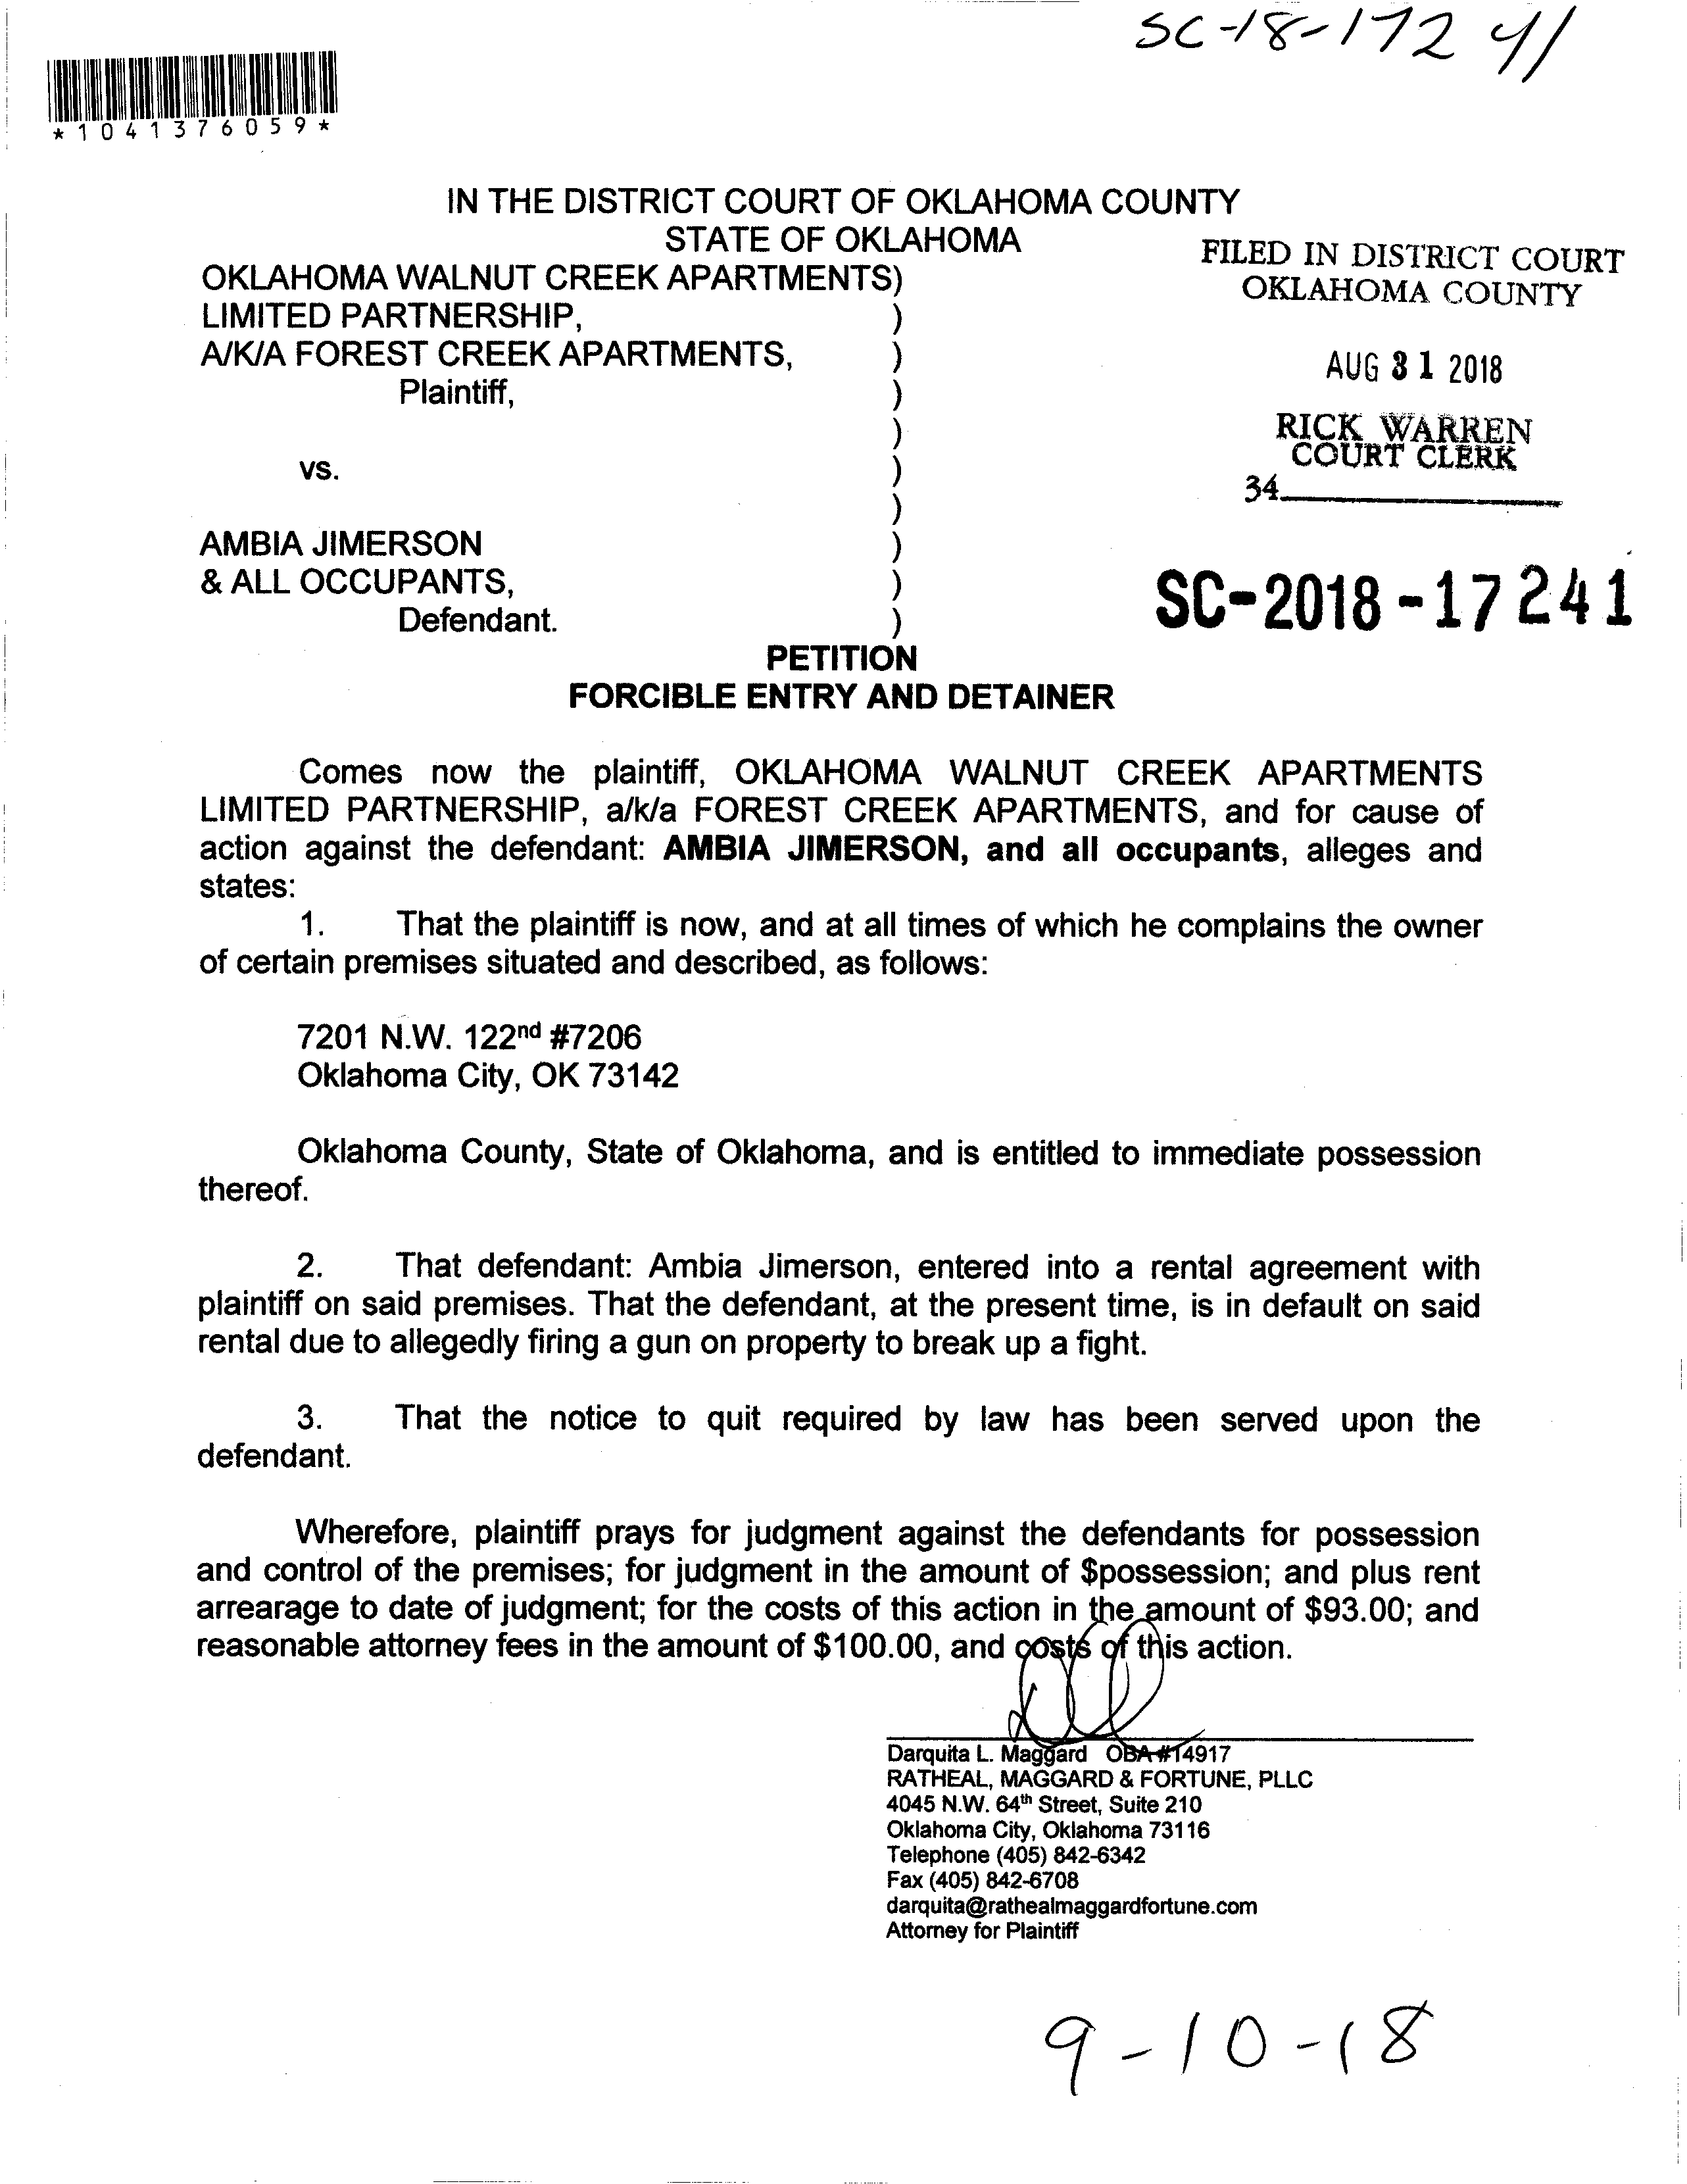 SC-18-17241
*1041376059*
IN THE DISTRICT COURT OF OKLAHOMA COUNTY
STATE OF OKLAHOMA
FILED IN DISTRICT COURT
OKLAHOMA COUNTY
AUG 31 2018
RICK WARREN
COURT CLERK
34
OKLAHOMA WALNUT CREEK APARTMENTS)
LIMITED PARTNERSHIP, )
A/K/A FOREST CREEK APARTMENTS, )
Plaintiff, )
)
vs. )
)
AMBIA JIMERSON )
& ALL OCCUPANTS, )
Defendant. )
SC-2018-17241
PETITION
FORCIBLE ENTRY AND DETAINER
Comes now the plaintiff, OKLAHOMA WALNUT CREEK APARTMENTS
LIMITED PARTNERSHIP, a/k/a FOREST CREEK APARTMENTS, and for cause of
action against the defendant: AMBIA JIMERSON, and all occupants, alleges and
states:
1. That the plaintiff is now, and at all times of which he complains the owner
of certain premises situated and described, as follows:
7201 N.W. 122nd #7206
Oklahoma City, OK 73142
Oklahoma County, State of Oklahoma, and is entitled to immediate possession
thereof.
2. That defendant: Ambia Jimerson, entered into a rental agreement with
plaintiff on said premises. That the defendant, at the present time, is in default on said
rental due to allegedly firing a gun on property to break up a fight.
3. That the notice to quit required by law has been served upon the
defendant.
Wherefore, plaintiff prays for judgment against the defendants for possession
and control of the premises; for judgment in the amount of $possession; and plus rent
arrearage to date of judgment; for the costs of this action in the amount of $93.00; and
reasonable attorney fees in the amount of $100.00, and costs of this action.
Darquita L. Maggard OBA #14917
RATHEAL, MAGGARD & FORTUNE, PLLC
4045 N.W. 64th Street, Suite 210
Oklahoma City, Oklahoma 73116
Telephone (405) 842-6342
Fax (405) 842-6708
darquita@rathealmaggardfortune.com
Attorney for Plaintiff
9-10-18